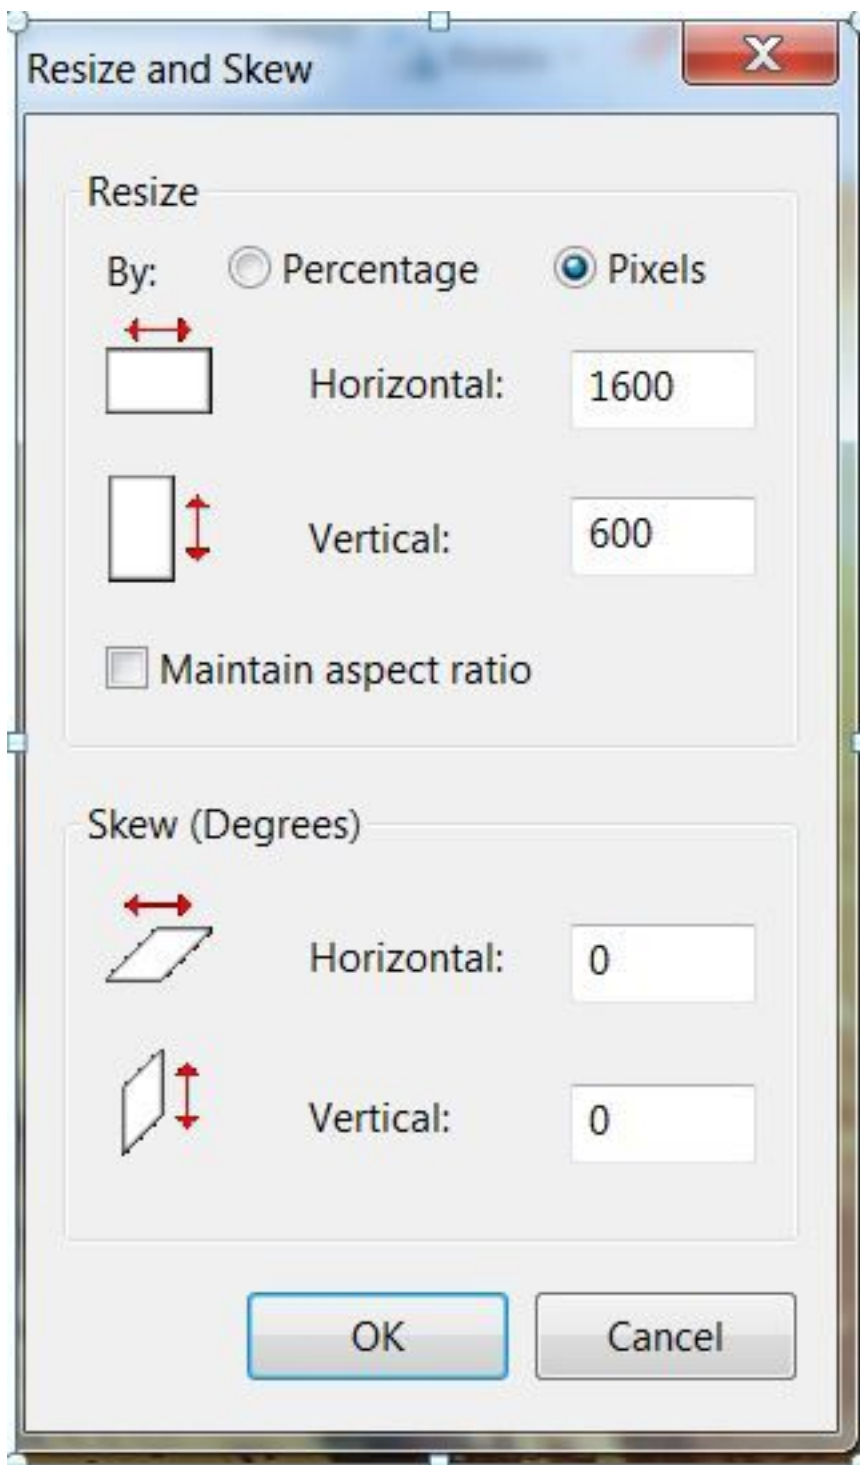 Resize and Skew
Resize
By: Percentage Pixels
Horizontal: 1600
Vertical: 600
Maintain aspect ratio
Skew (Degrees)
Horizontal: 0
Vertical: 0
OK Cancel